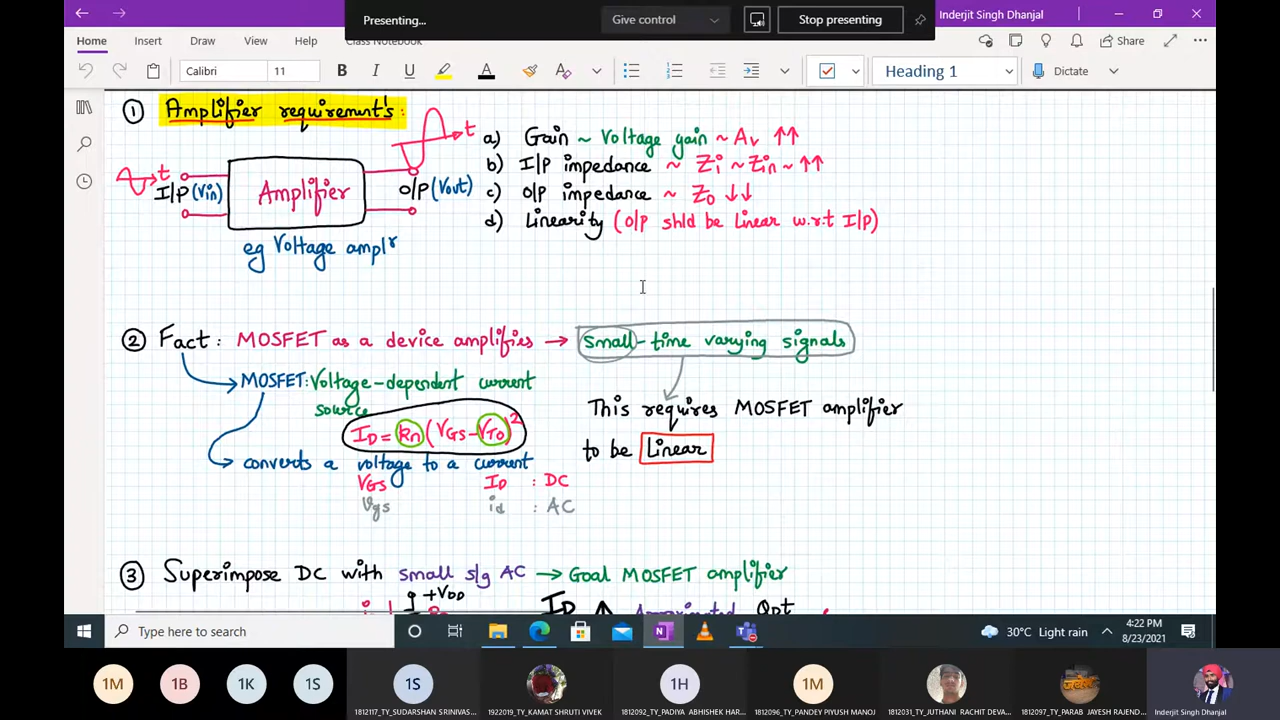 Presenting...
Give control
Stop presenting
Inderjit Singh Dhanjal
Home Insert Draw View Help Class Notebook
Share
Calibri 11 B I U A
Heading 1
Dictate
① Amplifier requirement's :
t
t
I/P (Vin)
Amplifier
O/P (Vout)
eg Voltage amplr
a) Gain ~ Voltage gain ~ Av ↑↑
b) I/P impedance ~ Zi ~ Zin ~ ↑↑
c) O/P impedance ~ Zo ↓↓
d) Linearity (O/P shld be Linear w.r.t I/P)
② Fact : MOSFET as a device amplifies → Small-time varying signals
MOSFET: Voltage-dependent current
source
ID = kn (VGS - VTO)²
converts a voltage to a current
VGS ID : DC
Vgs id : AC
This requires MOSFET amplifier
to be Linear
③ Superimpose DC with small s/g AC → Goal MOSFET amplifier
+VDD
ID
Type here to search
30°C Light rain
4:22 PM
8/23/2021
1M 1B 1K 1S 1S 1H 1M
1812117_TY_SUDARSHAN SRINIVAS... 1922019_TY_KAMAT SHRUTI VIVEK 1812092_TY_PADIYA ABHISHEK HAR... 1812096_TY_PANDEY PIYUSH MANOJ 1812031_TY_JUTHANI RACHIT DEVA... 1812097_TY_PARAB JAYESH RAJEND... Inderjit Singh Dhanjal